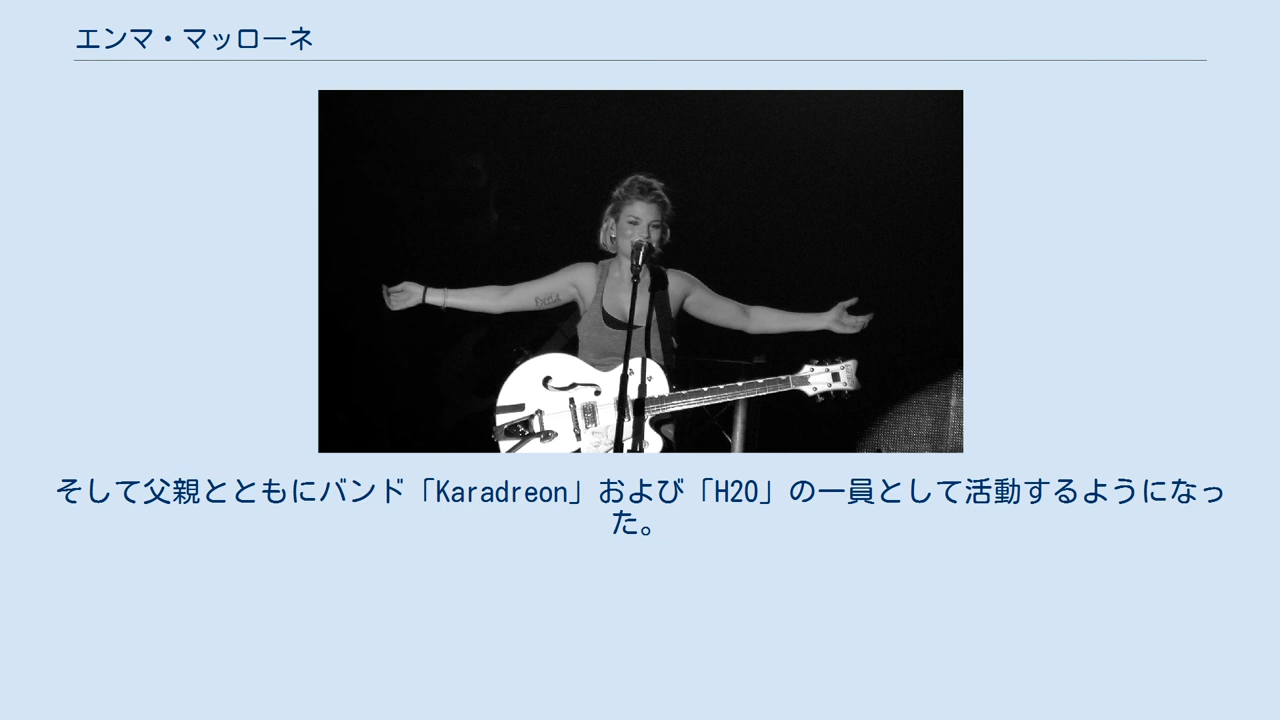 エンマ・マッローネ
そして父親とともにバンド「Karadreon」および「H2O」の一員として活動するようになっ
た。